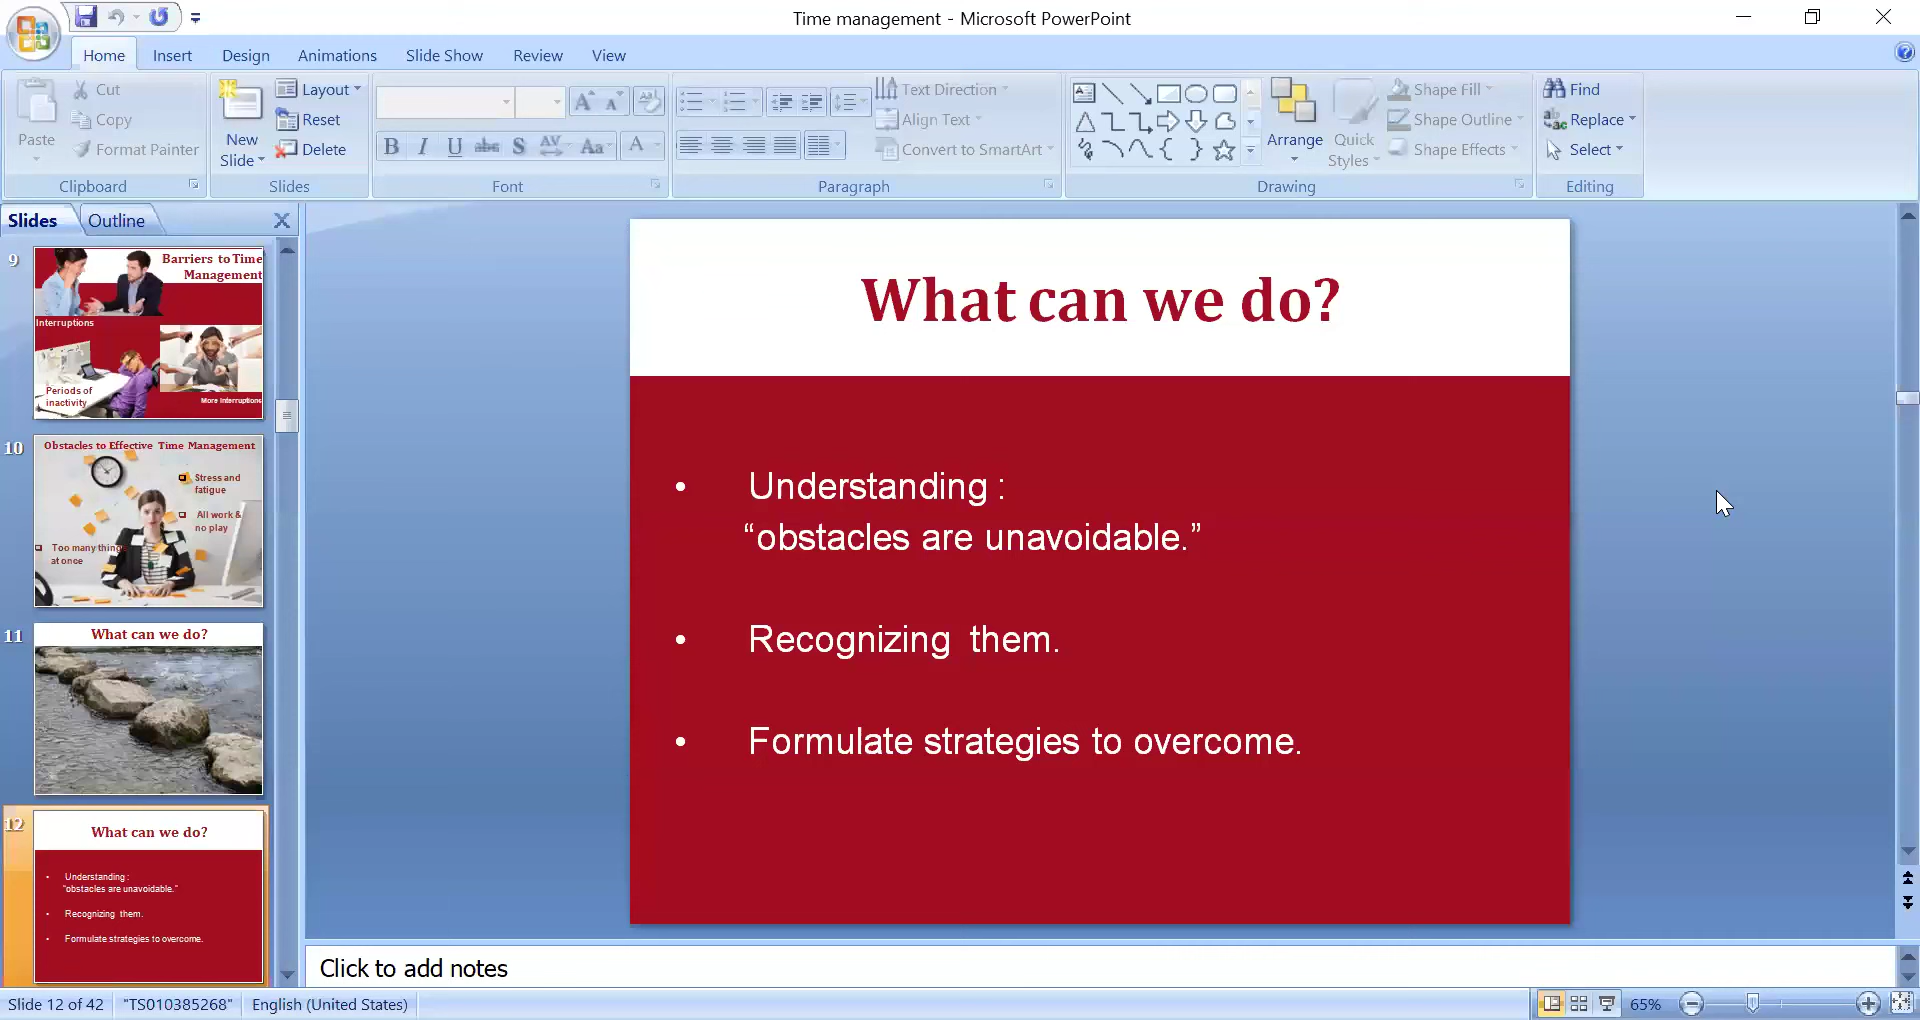 Time management - Microsoft PowerPoint
Home Insert Design Animations Slide Show Review View
Paste
Cut
Copy
Format Painter
Clipboard
New
Slide
Layout
Reset
Delete
Slides
B I U abc S AV Aa A
Font
Text Direction
Align Text
Convert to SmartArt
Paragraph
Arrange
Quick
Styles
Shape Fill
Shape Outline
Shape Effects
Drawing
Find
Replace
Select
Editing
Slides Outline
9
Barriers to Time
Management
Interruptions
Periods of
inactivity
More Interruptions
10
Obstacles to Effective Time Management
Stress and
fatigue
All work &
no play
Too many things
at once
11
What can we do?
12
What can we do?
• Understanding :
“obstacles are unavoidable.”
• Recognizing them.
• Formulate strategies to overcome.
What can we do?
• Understanding :
“obstacles are unavoidable.”
• Recognizing them.
• Formulate strategies to overcome.
Click to add notes
Slide 12 of 42 "TS010385268" English (United States) 65%